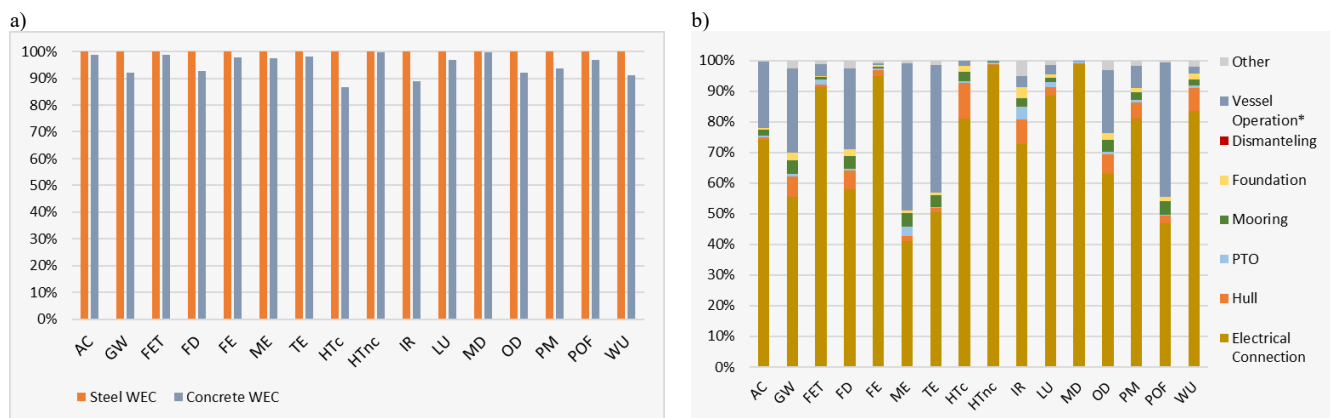 a)
100%
90%
80%
70%
60%
50%
40%
30%
20%
10%
0%
AC GW FET FD FE ME TE HTc HTnc IR LU MD OD PM POF WU
Steel WEC Concrete WEC
b)
100%
90%
80%
70%
60%
50%
40%
30%
20%
10%
0%
AC GW FET FD FE ME TE HTc HTnc IR LU MD OD PM POF WU
Other
Vessel
Operation*
Dismanteling
Foundation
Mooring
PTO
Hull
Electrical
Connection